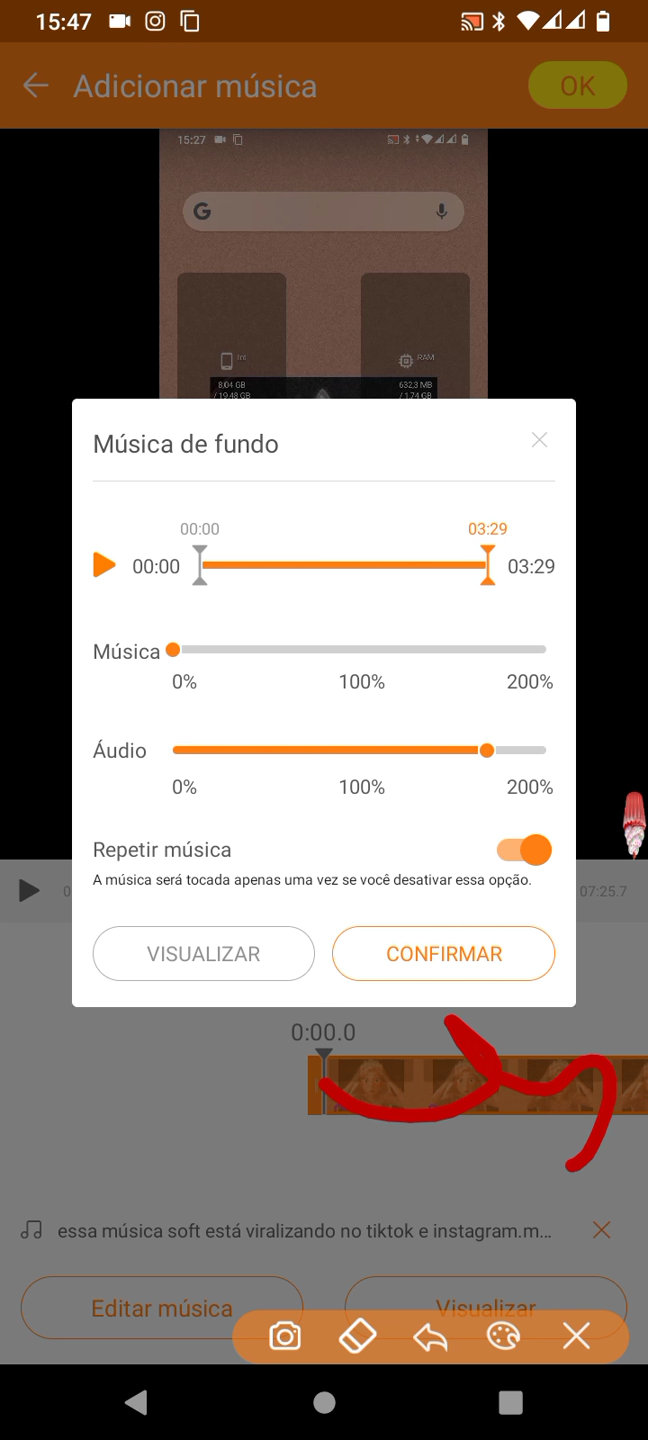 15:47
Adicionar música
OK
15:27
Int
RAM
8,04 GB
/ 19,48 GB
632,3 MB
/ 1,74 GB
Música de fundo
00:00
03:29
00:00
03:29
Música
0%
100%
200%
Áudio
0%
100%
200%
Repetir música
A música será tocada apenas uma vez se você desativar essa opção.
VISUALIZAR
CONFIRMAR
07:25.7
0:00.0
essa música soft está viralizando no tiktok e instagram.m...
Editar música
Visualizar